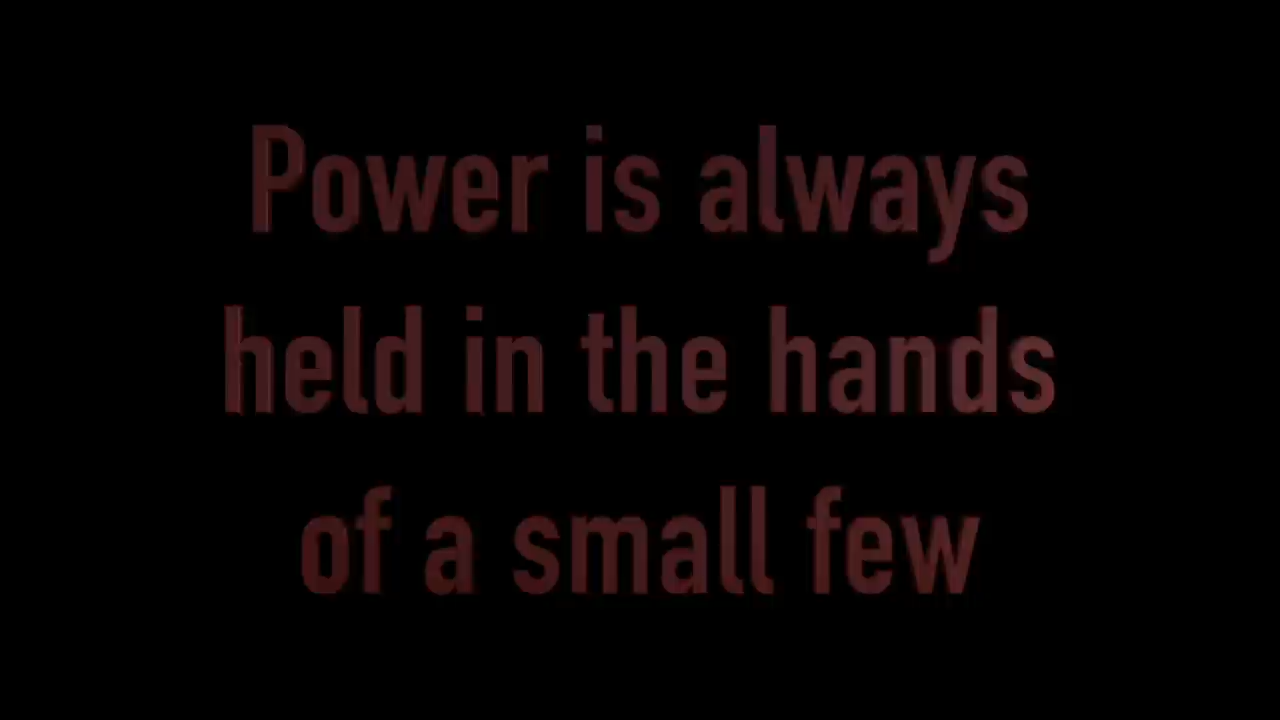 Power is always
held in the hands
of a small few